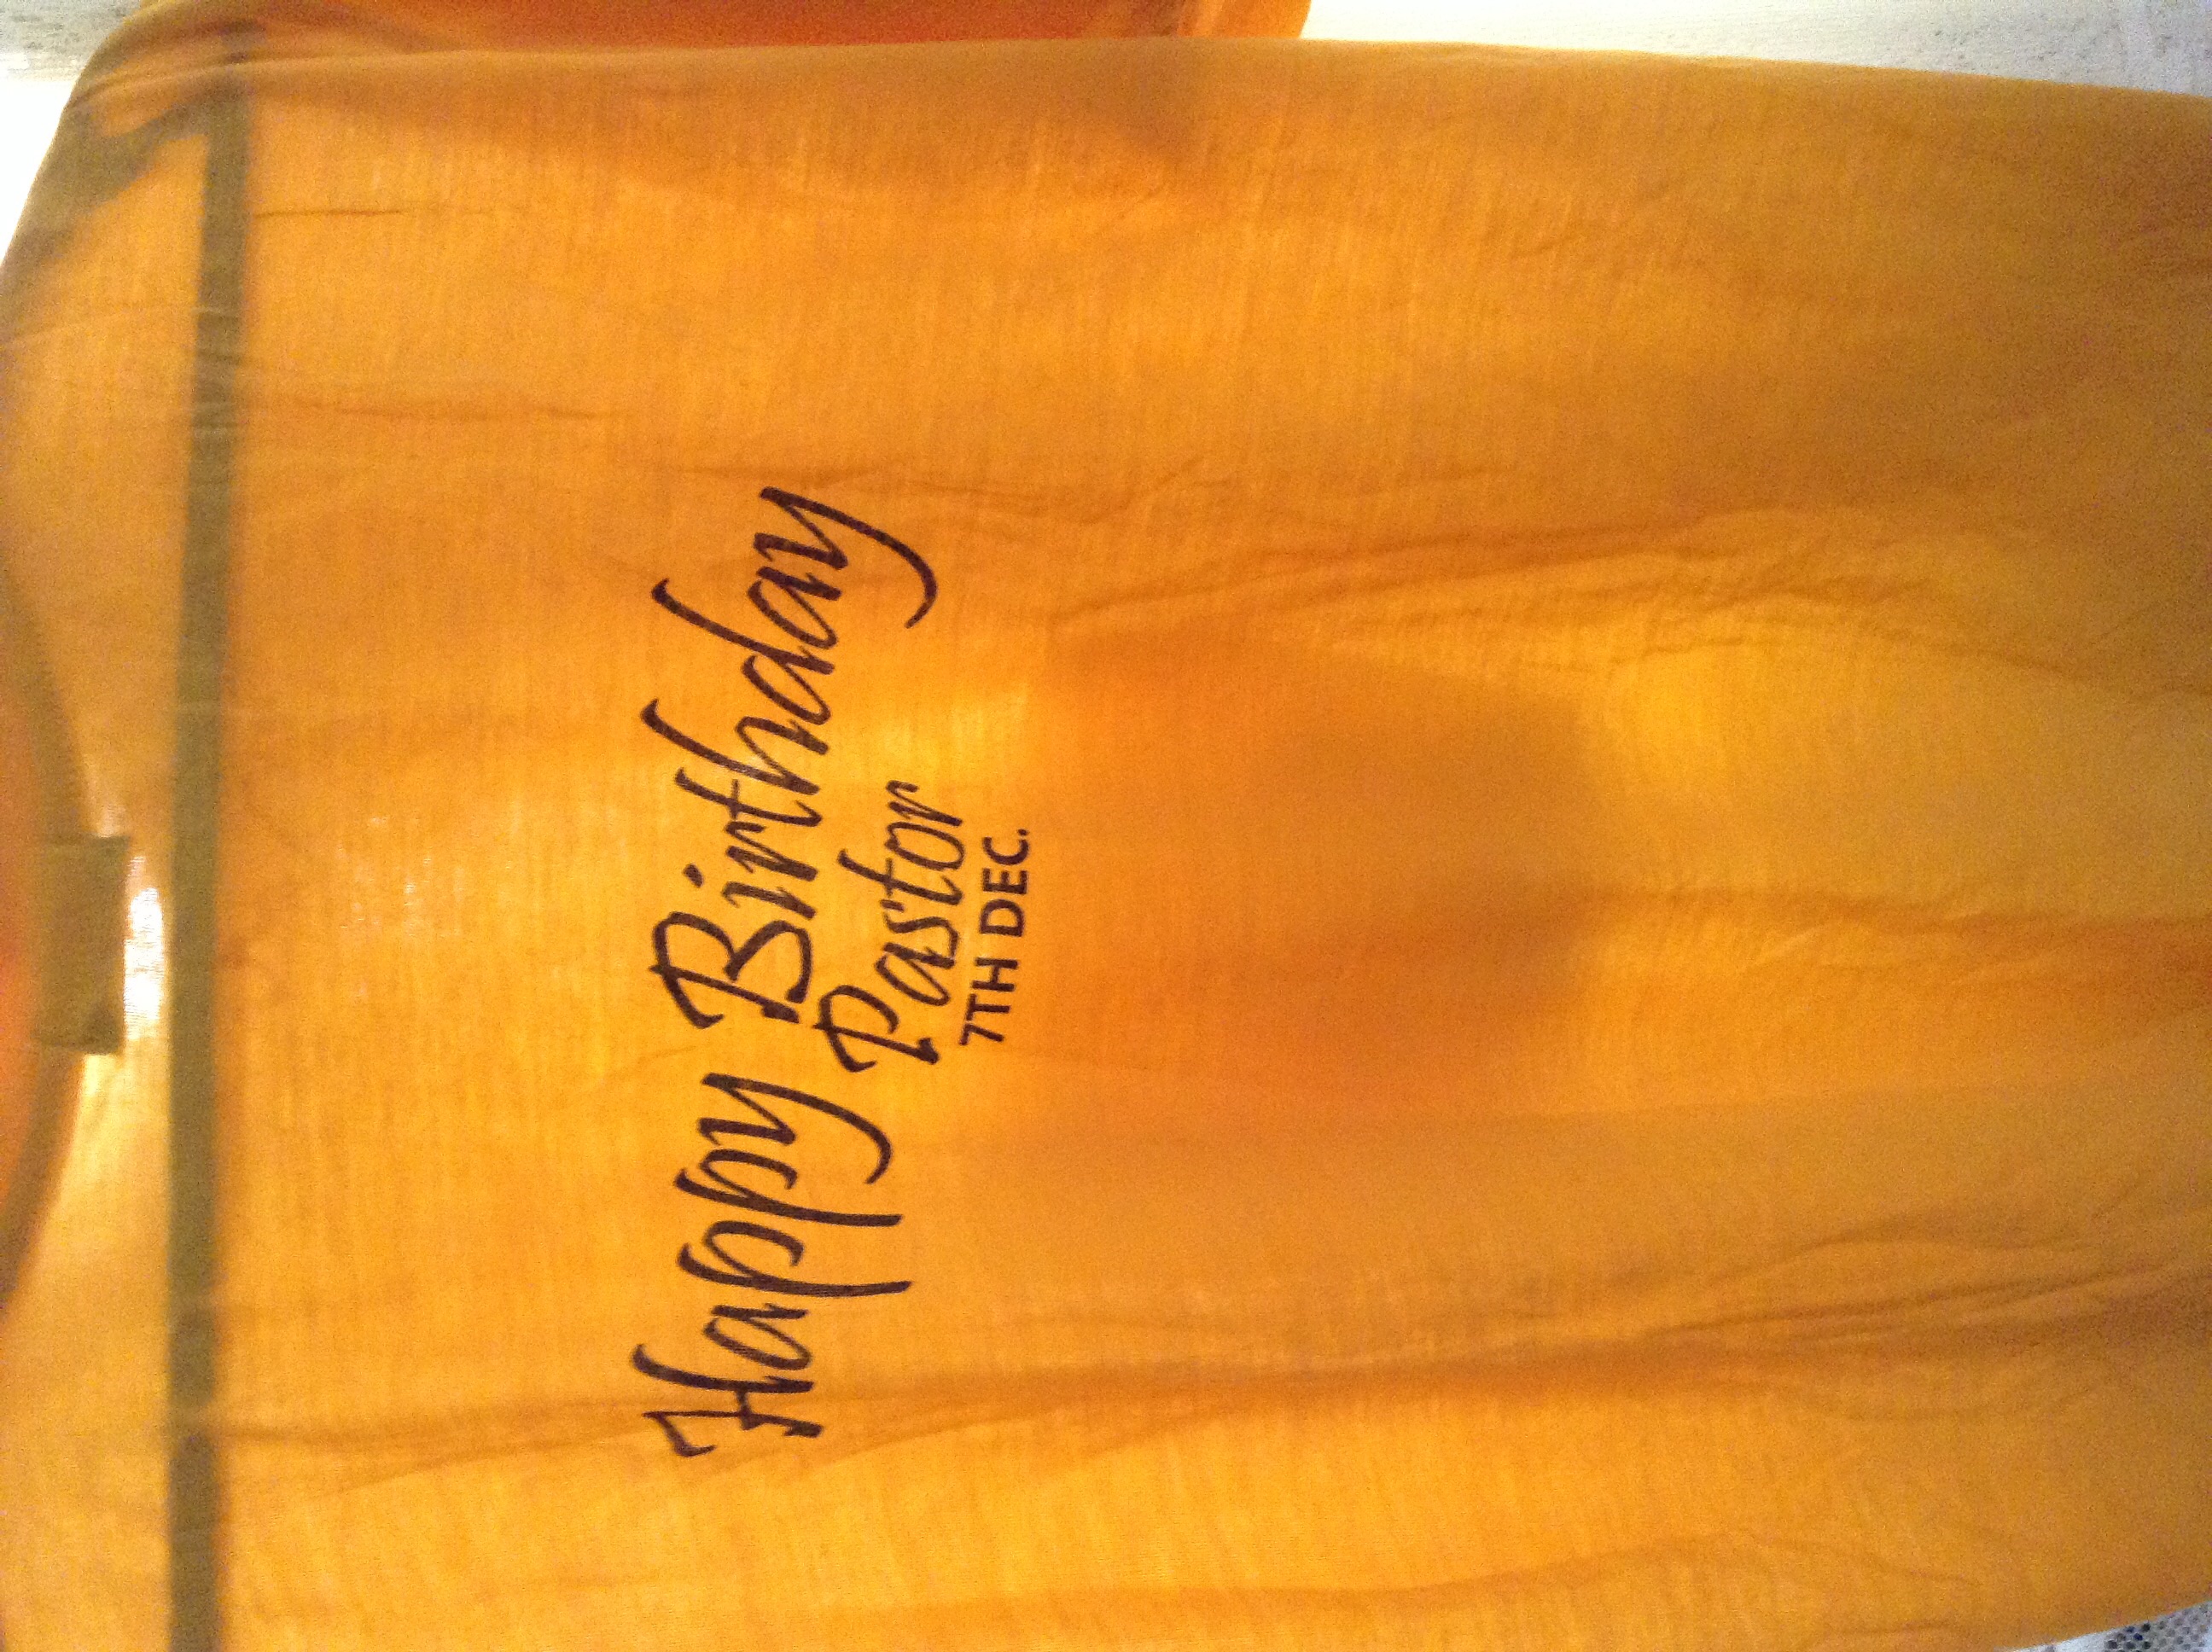 Happy Birthday
Pastor
7TH DEC.